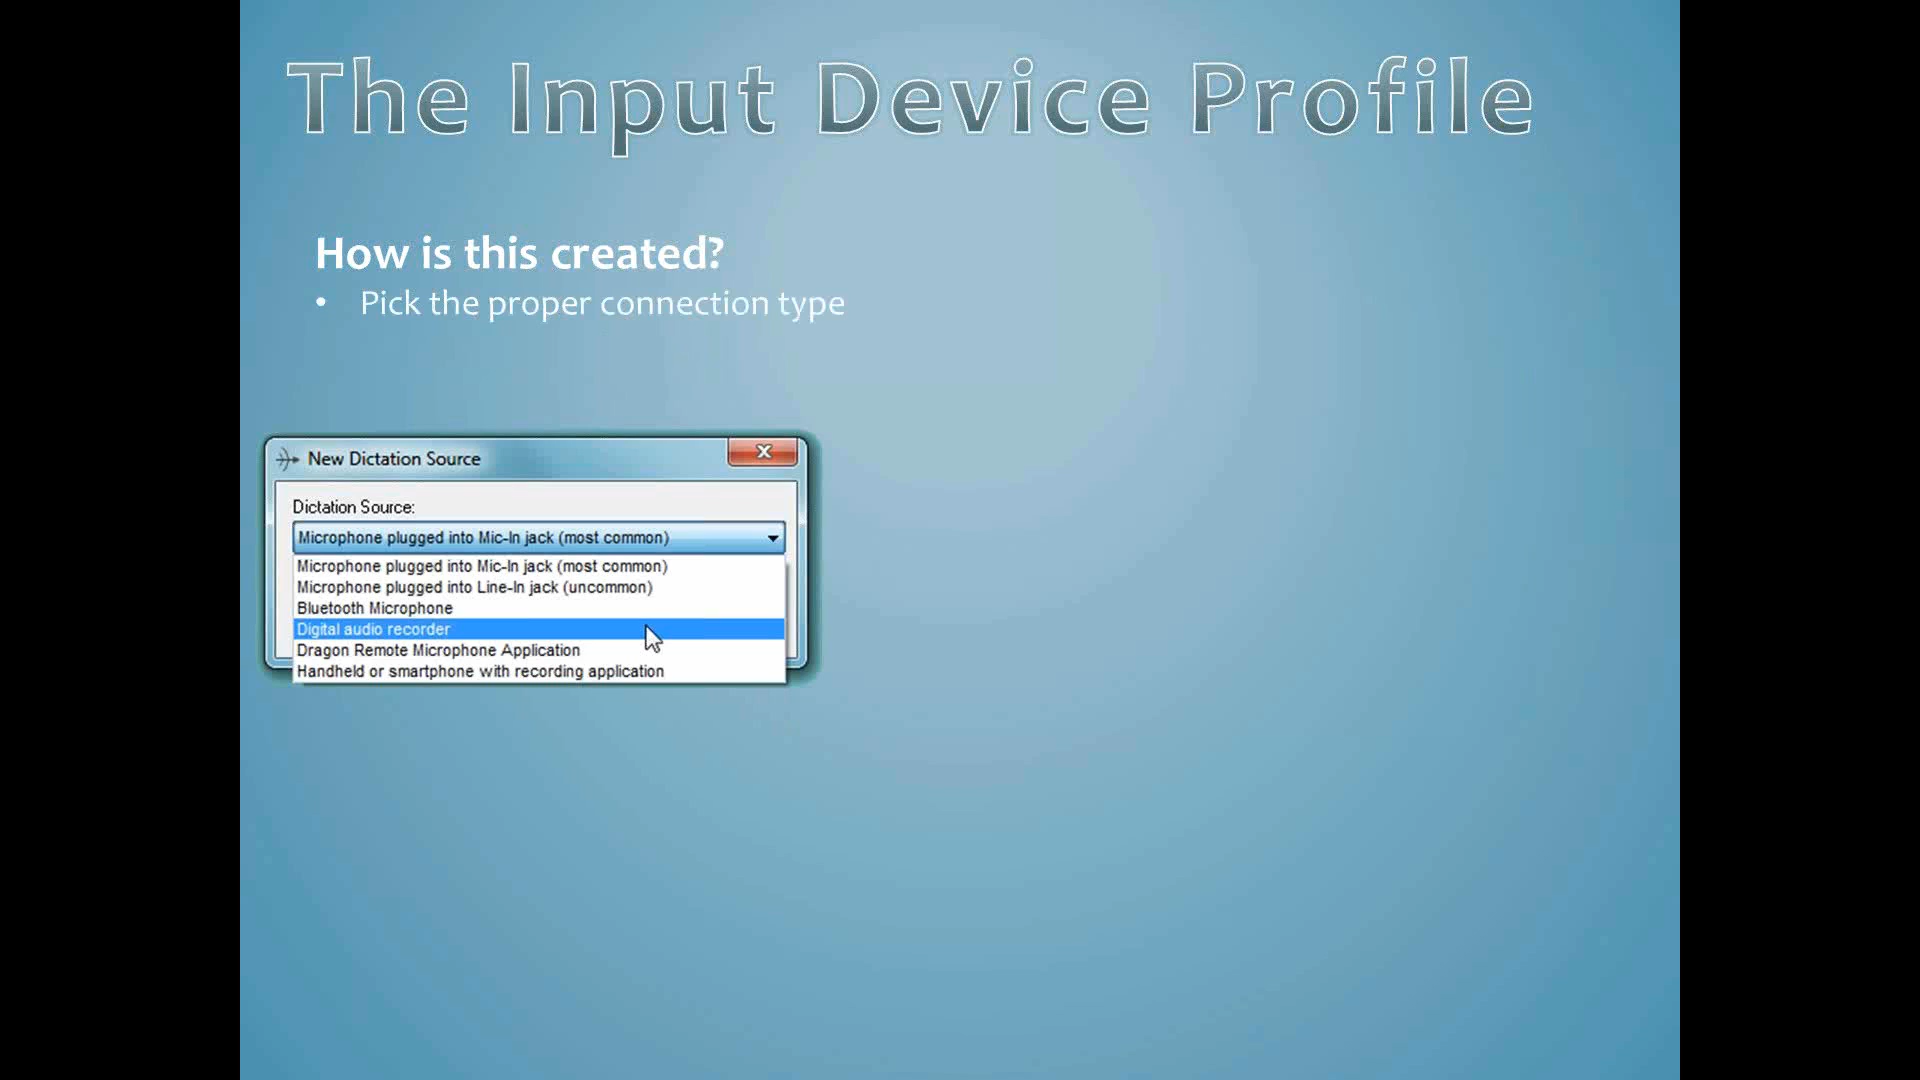 The Input Device Profile
How is this created?
• Pick the proper connection type
New Dictation Source
Dictation Source:
Microphone plugged into Mic-In jack (most common)
Microphone plugged into Mic-In jack (most common)
Microphone plugged into Line-In jack (uncommon)
Bluetooth Microphone
Digital audio recorder
Dragon Remote Microphone Application
Handheld or smartphone with recording application